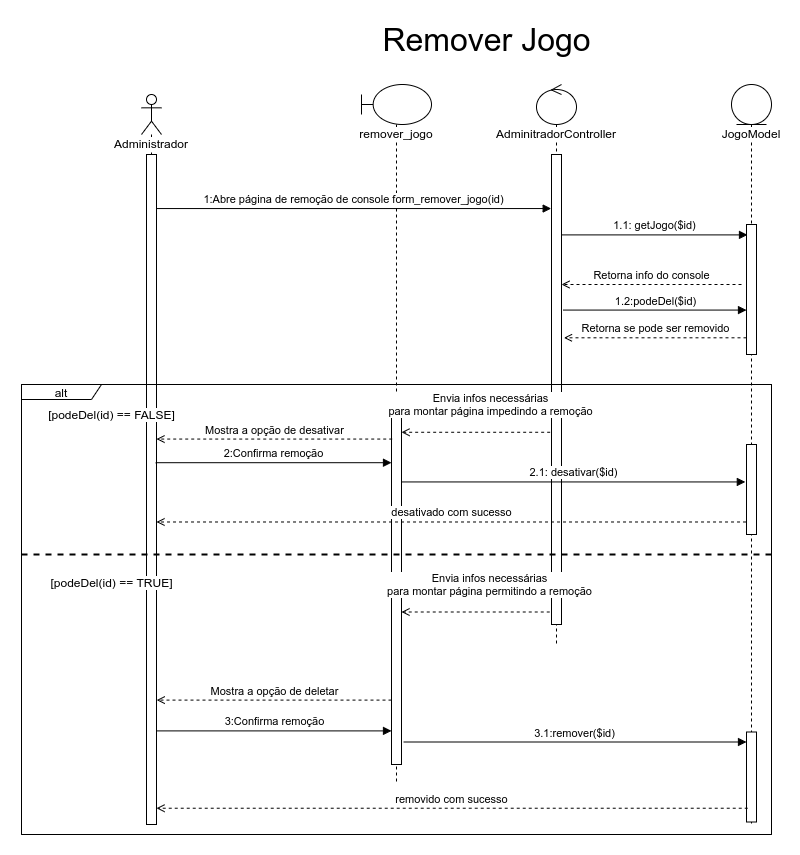 Remover Jogo
Administrador
remover_jogo
AdminitradorController
JogoModel
1:Abre página de remoção de console form_remover_jogo(id)
1.1: getJogo($id)
Retorna info do console
1.2:podeDel($id)
Retorna se pode ser removido
alt
[podeDel(id) == FALSE]
Envia infos necessárias
para montar página impedindo a remoção
Mostra a opção de desativar
2:Confirma remoção
2.1: desativar($id)
desativado com sucesso
[podeDel(id) == TRUE]
Envia infos necessárias
para montar página permitindo a remoção
Mostra a opção de deletar
3:Confirma remoção
3.1:remover($id)
removido com sucesso